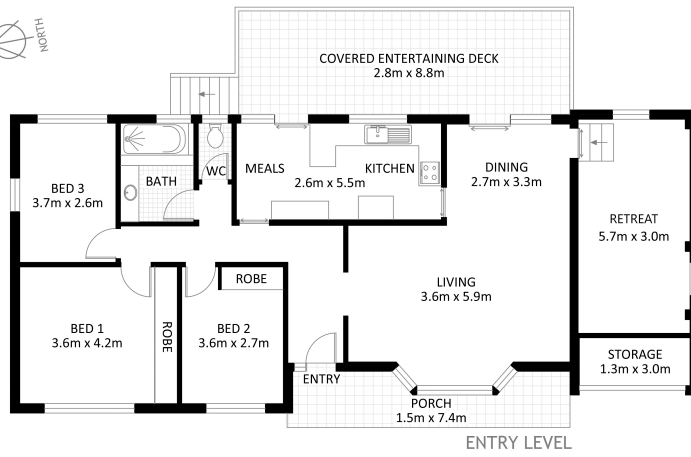 NORTH
COVERED ENTERTAINING DECK
2.8m x 8.8m
MEALS
KITCHEN
2.6m x 5.5m
WC
BATH
BED 3
3.7m x 2.6m
DINING
2.7m x 3.3m
RETREAT
5.7m x 3.0m
LIVING
3.6m x 5.9m
ROBE
BED 1
3.6m x 4.2m
ROBE
BED 2
3.6m x 2.7m
STORAGE
1.3m x 3.0m
ENTRY
PORCH
1.5m x 7.4m
ENTRY LEVEL